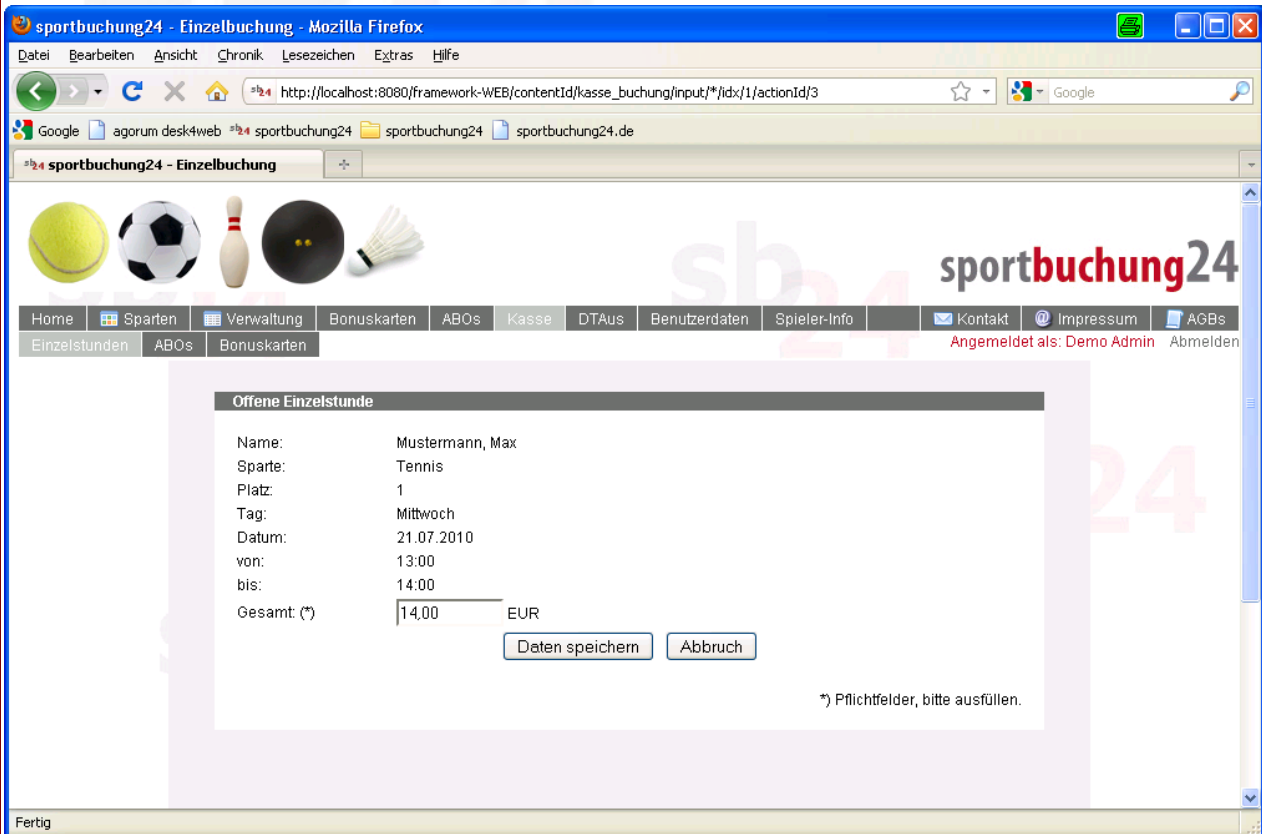 sportbuchung24 - Einzelbuchung - Mozilla Firefox
Datei Bearbeiten Ansicht Chronik Lesezeichen Extras Hilfe
sb24 http://localhost:8080/framework-WEB/contentId/kasse_buchung/input/*/idx/1/actionId/3 Google
Google agorum desk4web sb24 sportbuchung24 sportbuchung24 sportbuchung24.de
sb24 sportbuchung24 - Einzelbuchung
sb24
sportbuchung24
Home Sparten Verwaltung Bonuskarten ABOs Kasse DTAus Benutzerdaten Spieler-Info Kontakt Impressum AGBs
Einzelstunden ABOs Bonuskarten Angemeldet als: Demo Admin Abmelden
Offene Einzelstunde
Name: Mustermann, Max
Sparte: Tennis
Platz: 1
Tag: Mittwoch
Datum: 21.07.2010
von: 13:00
bis: 14:00
Gesamt: (*) 14,00 EUR
Daten speichern Abbruch
*) Pflichtfelder, bitte ausfüllen.
Fertig